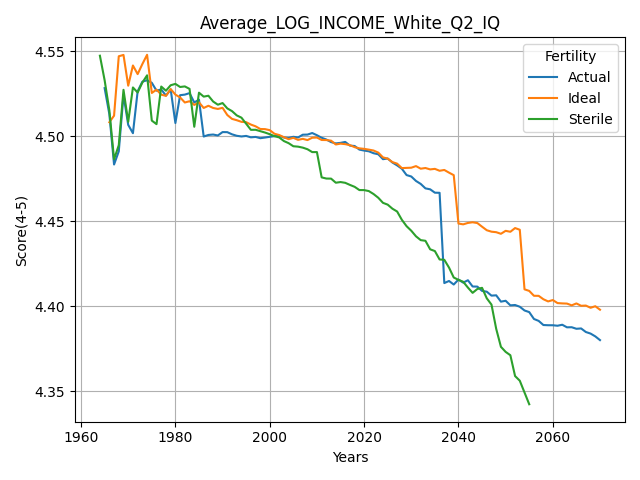 Average_LOG_INCOME_White_Q2_IQ
Fertility
Actual
Ideal
Sterile
Score(4-5)
4.55
4.50
4.45
4.40
4.35
1960
1980
2000
2020
2040
2060
Years